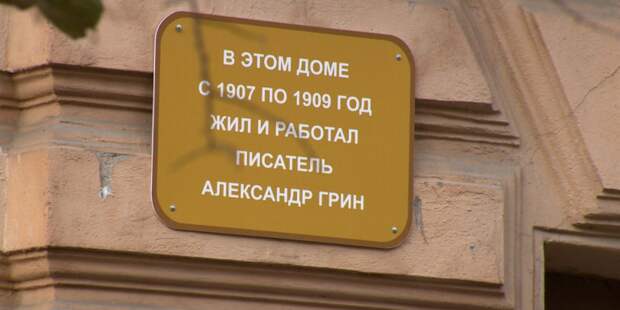 В ЭТОМ ДОМЕ
С 1907 ПО 1909 ГОД
ЖИЛ И РАБОТАЛ
ПИСАТЕЛЬ
АЛЕКСАНДР ГРИН